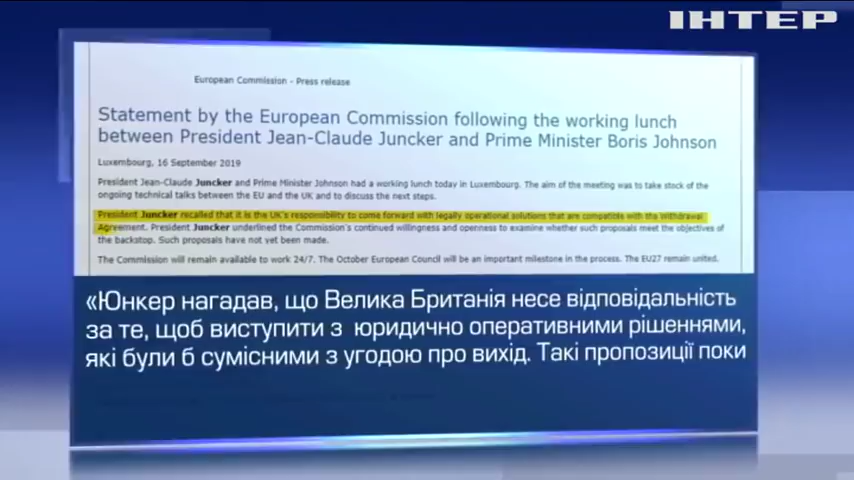 ІНТЕР
European Commission - Press release
Statement by the European Commission following the working lunch
between President Jean-Claude Juncker and Prime Minister Boris Johnson
Luxembourg, 16 September 2019
President Jean-Claude Juncker and Prime Minister Johnson had a working lunch today in Luxembourg. The aim of the meeting was to take stock of the
ongoing technical talks between the EU and the UK and to discuss the next steps.
President Juncker recalled that it is the UK's responsibility to come forward with legally operational solutions that are compatible with the Withdrawal
Agreement. President Juncker underlined the Commission's continued willingness and openness to examine whether such proposals meet the objectives of
the backstop. Such proposals have not yet been made.
The Commission will remain available to work 24/7. The October European Council will be an important milestone in the process. The EU27 remain united.
«Юнкер нагадав, що Велика Британія несе відповідальність
за те, щоб виступити з юридично оперативними рішеннями,
які були б сумісними з угодою про вихід. Такі пропозиції поки